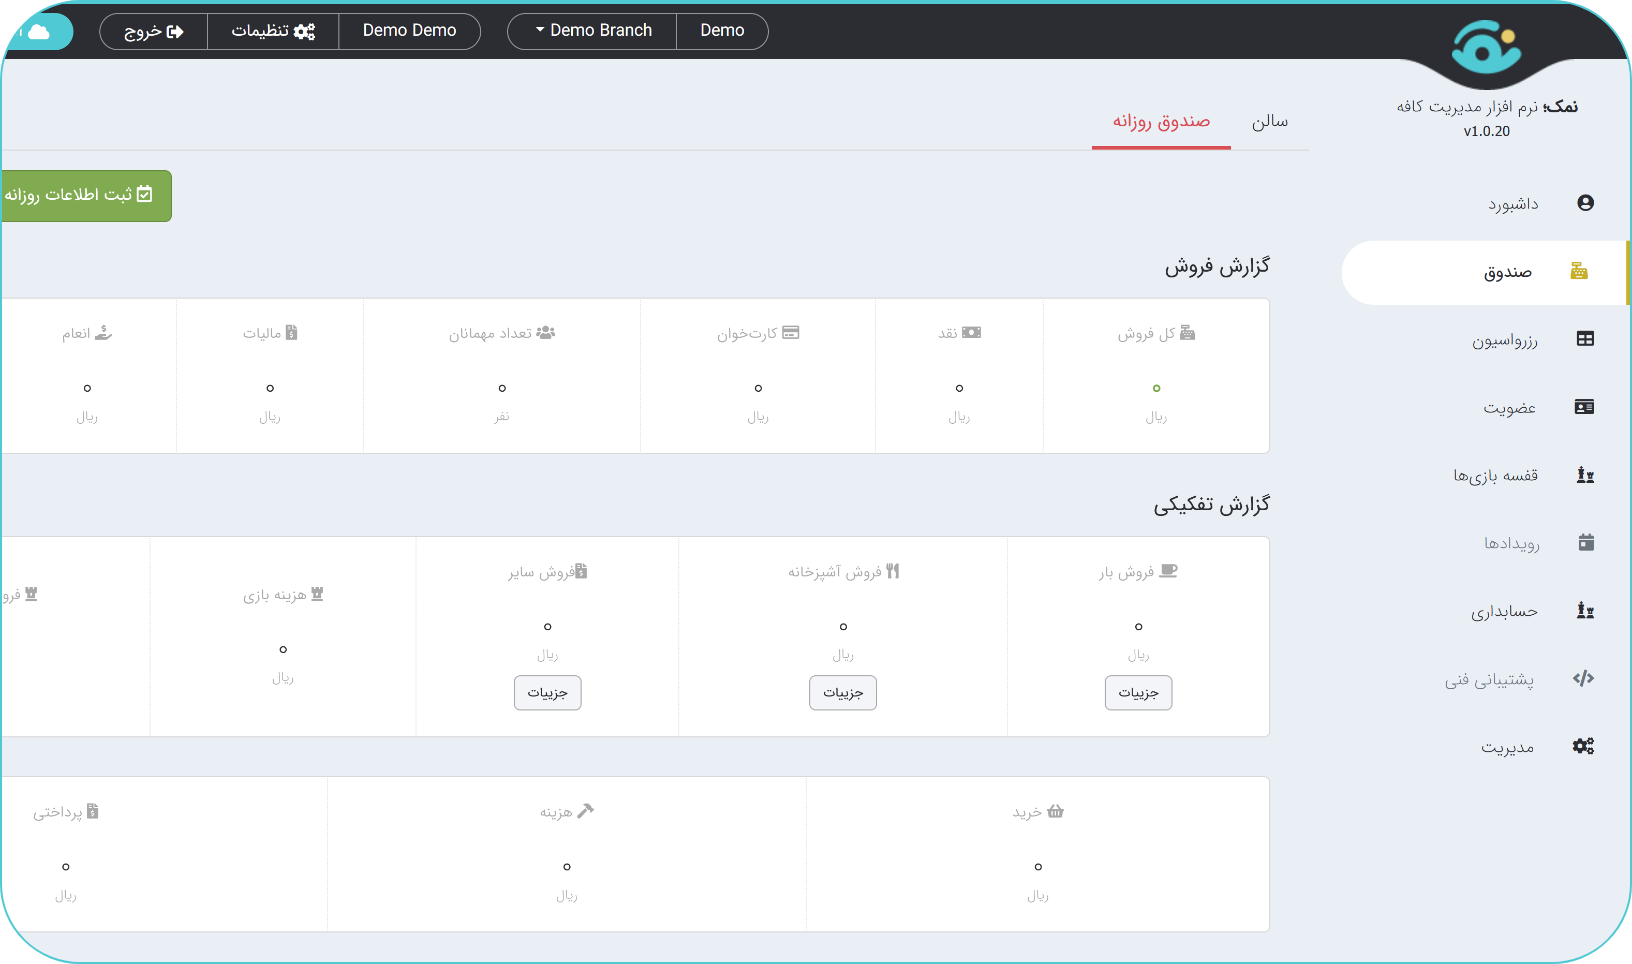 Demo
Demo Branch
Demo Demo
تنظیمات
خروج
نمک؛ نرم افزار مدیریت کافه
v1.0.20
داشبورد
صندوق
رزرواسیون
عضویت
قفسه بازی‌ها
رویدادها
حسابداری
پشتیبانی فنی
مدیریت
سالن
صندوق روزانه
ثبت اطلاعات روزانه
گزارش فروش
کل فروش
۰
ریال
نقد
۰
ریال
کارت‌خوان
۰
ریال
تعداد مهمانان
۰
نفر
مالیات
۰
ریال
انعام
۰
ریال
گزارش تفکیکی
فروش بار
۰
ریال
جزییات
فروش آشپزخانه
۰
ریال
جزییات
فروش سایر
۰
ریال
جزییات
هزینه بازی
۰
ریال
خرید
۰
ریال
هزینه
۰
ریال
پرداختی
۰
ریال